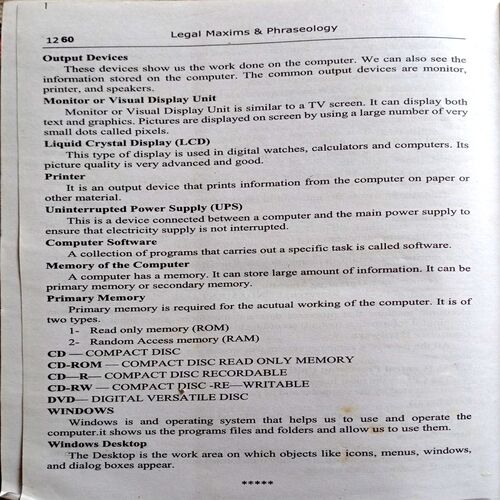 12 60
Legal Maxims & Phraseology
Output Devices
These devices show us the work done on the computer. We can also see the
information stored on the computer. The common output devices are monitor,
printer, and speakers.
Monitor or Visual Display Unit
Monitor or Visual Display Unit is similar to a TV screen. It can display both
text and graphics. Pictures are displayed on screen by using a large number of very
small dots called pixels.
Liquid Crystal Display (LCD)
This type of display is used in digital watches, calculators and computers. Its
picture quality is very advanced and good.
Printer
It is an output device that prints information from the computer on paper or
other material.
Uninterrupted Power Supply (UPS)
This is a device connected between a computer and the main power supply to
ensure that electricity supply is not interrupted.
Computer Software
A collection of programs that carries out a specific task is called software.
Memory of the Computer
A computer has a memory. It can store large amount of information. It can be
primary memory or secondary memory.
Primary Memory
Primary memory is required for the acutual working of the computer. It is of
two types.
1- Read only memory (ROM)
2- Random Access memory (RAM)
CD — COMPACT DISC
CD-ROM — COMPACT DISC READ ONLY MEMORY
CD—R— COMPACT DISC RECORDABLE
CD-RW — COMPACT DISC -RE—WRITABLE
DVD— DIGITAL VERSATILE DISC
WINDOWS
Windows is and operating system that helps us to use and operate the
computer.it shows us the programs files and folders and allow us to use them.
Windows Desktop
The Desktop is the work area on which objects like icons, menus, windows,
and dialog boxes appear.
*****